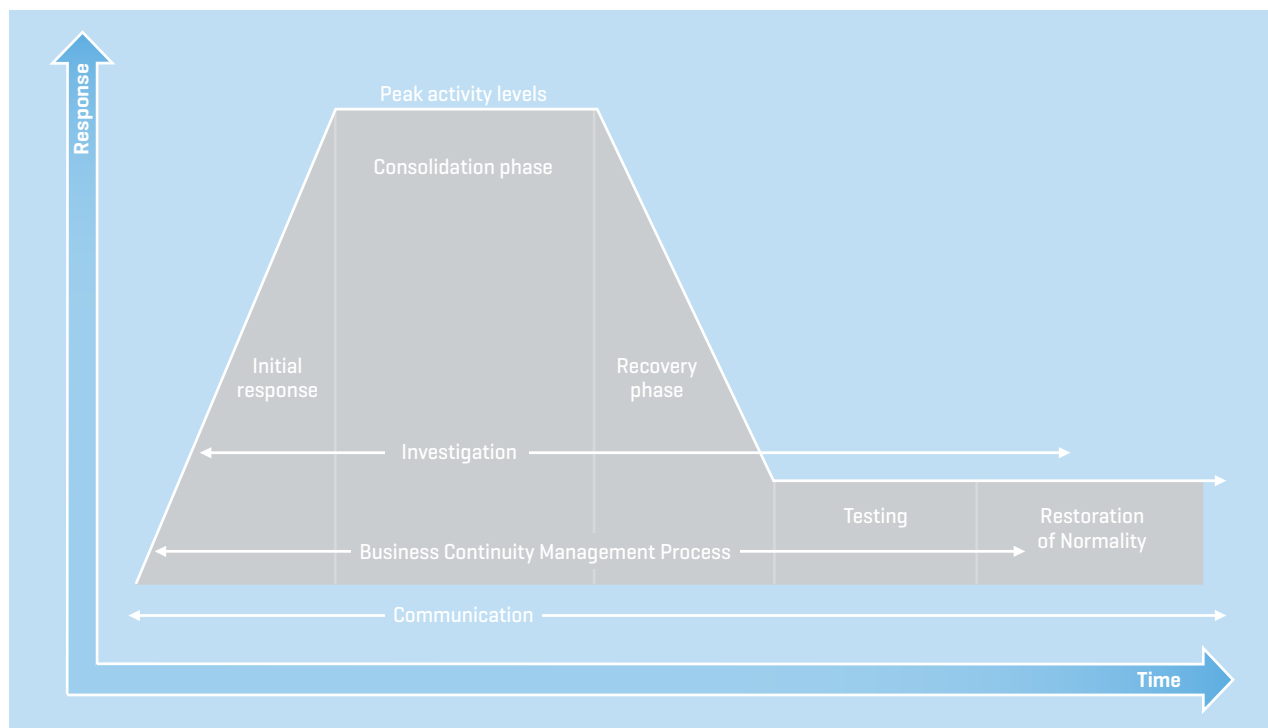 Response
Peak activity levels
Consolidation phase
Initial
response
Recovery
phase
Investigation
Testing
Restoration
of Normality
Business Continuity Management Process
Communication
Time